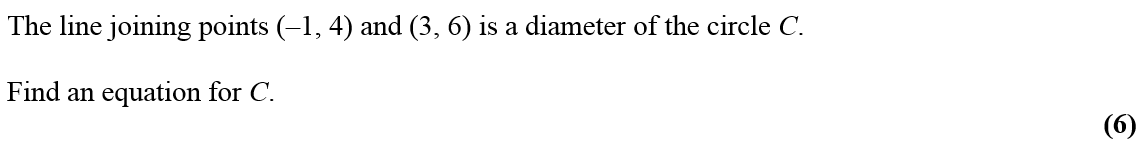 The line joining points (–1, 4) and (3, 6) is a diameter of the circle C.
Find an equation for C.
(6)